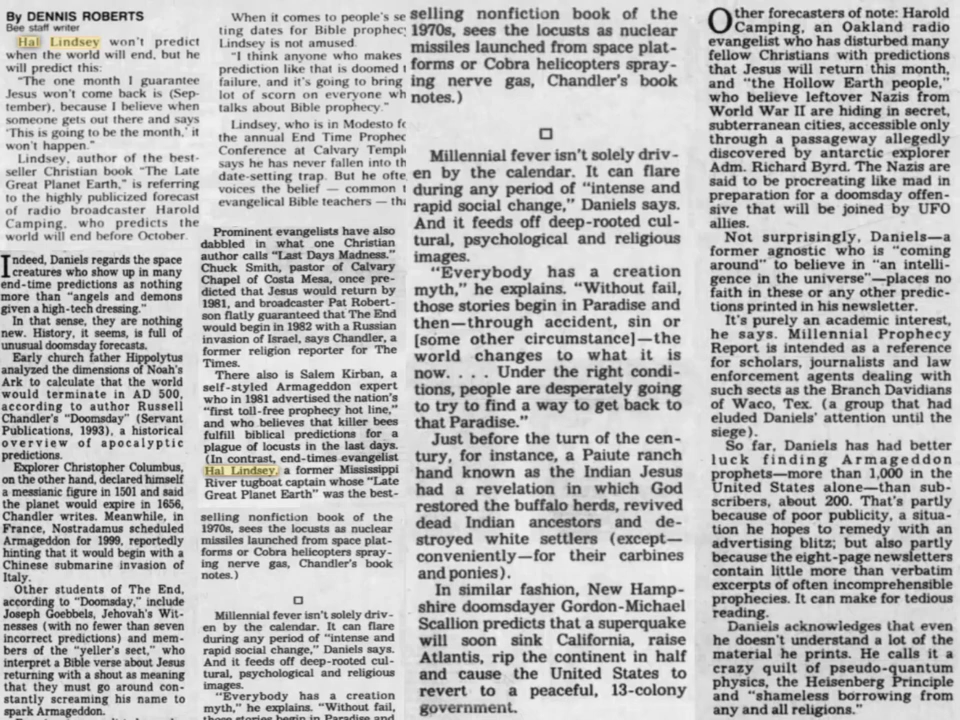 By DENNIS ROBERTS
Bee staff writer
Hal Lindsey won't predict
when the world will end, but he
will predict this:
"The one month I guarantee
Jesus won't come back is (Sep-
tember), because I believe when
someone gets out there and says
'This is going to be the month,' it
won't happen."
Lindsey, author of the best-
seller Christian book "The Late
Great Planet Earth," is referring
to the highly publicized forecast
of radio broadcaster Harold
Camping, who predicts the
world will end before October.
Indeed, Daniels regards the space
creatures who show up in many
end-time predictions as nothing
more than "angels and demons
given a high-tech dressing."
In that sense, they are nothing
new. History, it seems, is full of
unusual doomsday forecasts.
Early church father Hippolytus
analyzed the dimensions of Noah's
Ark to calculate that the world
would terminate in AD 500,
according to author Russell
Chandler's "Doomsday" (Servant
Publications, 1993), a historical
overview of apocalyptic
predictions.
Explorer Christopher Columbus,
on the other hand, declared himself
a messianic figure in 1501 and said
the planet would expire in 1656,
Chandler writes. Meanwhile, in
France, Nostradamus scheduled
Armageddon for 1999, reportedly
hinting that it would begin with a
Chinese submarine invasion of
Italy.
Other students of The End,
according to "Doomsday," include
Joseph Goebbels, Jehovah's Wit-
nesses (with no fewer than seven
incorrect predictions) and mem-
bers of the "yeller's sect," who
interpret a Bible verse about Jesus
returning with a shout as meaning
that they must go around con-
stantly screaming his name to
spark Armageddon.
When it comes to people's se
ting dates for Bible prophec
Lindsey is not amused.
"I think anyone who makes
prediction like that is doomed t
failure, and it's going to bring
lot of scorn on everyone wh
talks about Bible prophecy."
Lindsey, who is in Modesto fo
the annual End Time Prophec
Conference at Calvary Templ
says he has never fallen into th
date-setting trap. But he ofte
voices the belief — common t
evangelical Bible teachers — tha
Prominent evangelists have also
dabbled in what one Christian
author calls "Last Days Madness."
Chuck Smith, pastor of Calvary
Chapel of Costa Mesa, once pre-
dicted that Jesus would return by
1981, and broadcaster Pat Robert-
son flatly guaranteed that The End
would begin in 1982 with a Russian
invasion of Israel, says Chandler, a
former religion reporter for The
Times.
There also is Salem Kirban, a
self-styled Armageddon expert
who in 1981 advertised the nation's
"first toll-free prophecy hot line,"
and who believes that killer bees
fulfill biblical predictions for a
plague of locusts in the last days.
(In contrast, end-times evangelist
Hal Lindsey, a former Mississippi
River tugboat captain whose "Late
Great Planet Earth" was the best-
selling nonfiction book of the
1970s, sees the locusts as nuclear
missiles launched from space plat-
forms or Cobra helicopters spray-
ing nerve gas, Chandler's book
notes.)
Millennial fever isn't solely driv-
en by the calendar. It can flare
during any period of "intense and
rapid social change," Daniels says.
And it feeds off deep-rooted cul-
tural, psychological and religious
images.
"Everybody has a creation
myth," he explains. "Without fail,
those stories begin in Paradise and
selling nonfiction book of the
1970s, sees the locusts as nuclear
missiles launched from space plat-
forms or Cobra helicopters spray-
ing nerve gas, Chandler's book
notes.)
Millennial fever isn't solely driv-
en by the calendar. It can flare
during any period of "intense and
rapid social change," Daniels says.
And it feeds off deep-rooted cul-
tural, psychological and religious
images.
"Everybody has a creation
myth," he explains. "Without fail,
those stories begin in Paradise and
then—through accident, sin or
[some other circumstance]—the
world changes to what it is
now. . . . Under the right condi-
tions, people are desperately going
to try to find a way to get back to
that Paradise."
Just before the turn of the cen-
tury, for instance, a Paiute ranch
hand known as the Indian Jesus
had a revelation in which God
restored the buffalo herds, revived
dead Indian ancestors and de-
stroyed white settlers (except—
conveniently—for their carbines
and ponies).
In similar fashion, New Hamp-
shire doomsdayer Gordon-Michael
Scallion predicts that a superquake
will soon sink California, raise
Atlantis, rip the continent in half
and cause the United States to
revert to a peaceful, 13-colony
government.
Other forecasters of note: Harold
Camping, an Oakland radio
evangelist who has disturbed many
fellow Christians with predictions
that Jesus will return this month,
and "the Hollow Earth people,"
who believe leftover Nazis from
World War II are hiding in secret,
subterranean cities, accessible only
through a passageway allegedly
discovered by antarctic explorer
Adm. Richard Byrd. The Nazis are
said to be procreating like mad in
preparation for a doomsday offen-
sive that will be joined by UFO
allies.
Not surprisingly, Daniels—a
former agnostic who is "coming
around" to believe in "an intelli-
gence in the universe"—places no
faith in these or any other predic-
tions printed in his newsletter.
It's purely an academic interest,
he says. Millennial Prophecy
Report is intended as a reference
for scholars, journalists and law
enforcement agents dealing with
such sects as the Branch Davidians
of Waco, Tex. (a group that had
eluded Daniels' attention until the
siege).
So far, Daniels has had better
luck finding Armageddon
prophets—more than 1,000 in the
United States alone—than sub-
scribers, about 200. That's partly
because of poor publicity, a situa-
tion he hopes to remedy with an
advertising blitz; but also partly
because the eight-page newsletters
contain little more than verbatim
excerpts of often incomprehensible
prophecies. It can make for tedious
reading.
Daniels acknowledges that even
he doesn't understand a lot of the
material he prints. He calls it a
crazy quilt of pseudo-quantum
physics, the Heisenberg Principle
and "shameless borrowing from
any and all religions."